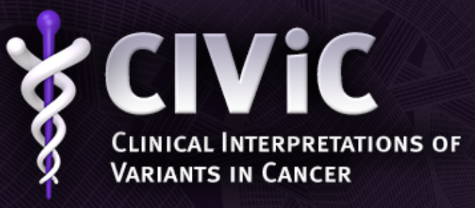 CIViC
CLINICAL INTERPRETATIONS OF
VARIANTS IN CANCER